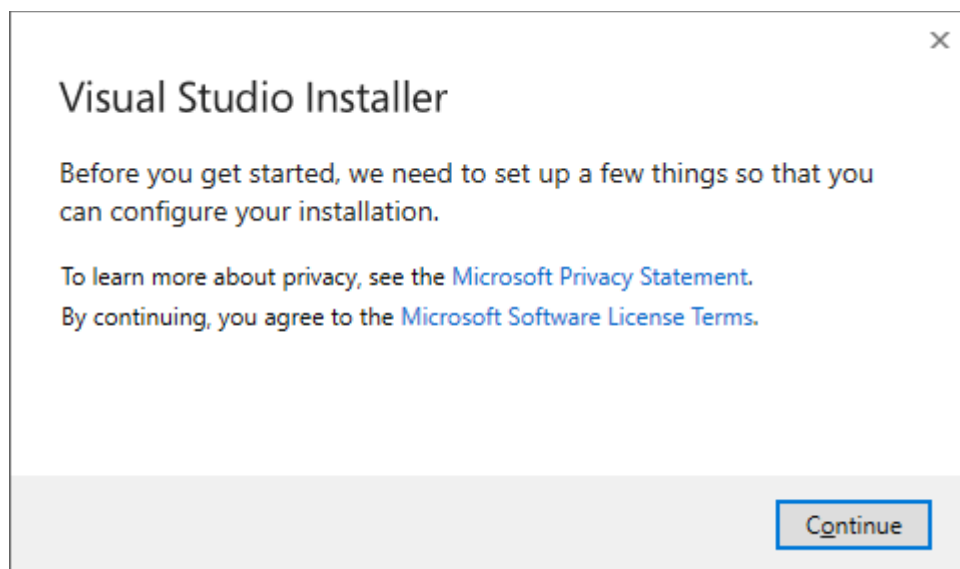 Visual Studio Installer
Before you get started, we need to set up a few things so that you
can configure your installation.
To learn more about privacy, see the Microsoft Privacy Statement.
By continuing, you agree to the Microsoft Software License Terms.
Continue